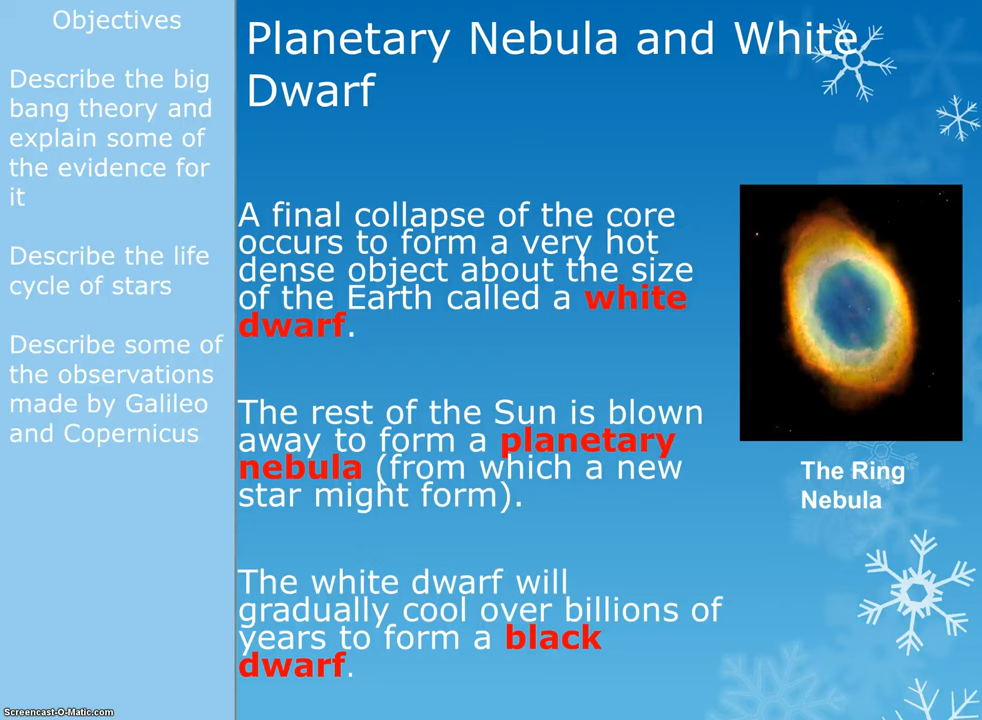 Objectives
Describe the big
bang theory and
explain some of
the evidence for
it
Describe the life
cycle of stars
Describe some of
the observations
made by Galileo
and Copernicus
Planetary Nebula and White
Dwarf
A final collapse of the core
occurs to form a very hot
dense object about the size
of the Earth called a white
dwarf.
The rest of the Sun is blown
away to form a planetary
nebula (from which a new
star might form).
The white dwarf will
gradually cool over billions of
years to form a black
dwarf.
The Ring
Nebula
Screencast-O-Matic.com